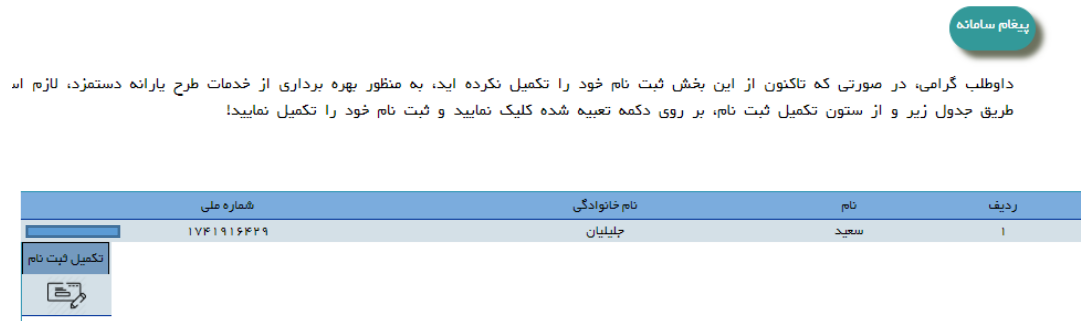 پیغام سامانه
داوطلب گرامی، در صورتی که تاکنون از این بخش ثبت نام خود را تکمیل نکرده اید، به منظور بهره برداری از خدمات طرح یارانه دستمزد، لازم
طریق جدول زیر و از ستون تکمیل ثبت نام، بر روی دکمه تعبیه شده کلیک نمایید و ثبت نام خود را تکمیل نمایید!
ردیف نام نام خانوادگی شماره ملی
۱ سعید جلیلیان ۱۷۴۱۹۱۶۴۲۹
تکمیل ثبت نام